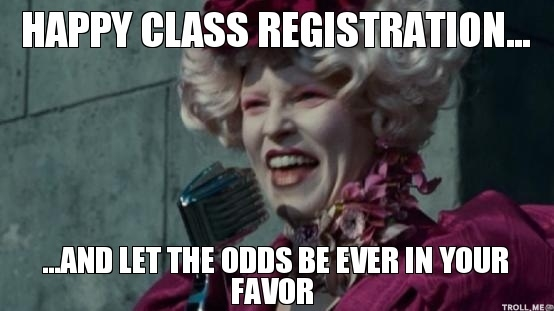 HAPPY CLASS REGISTRATION...
...AND LET THE ODDS BE EVER IN YOUR
FAVOR
TROLL.ME